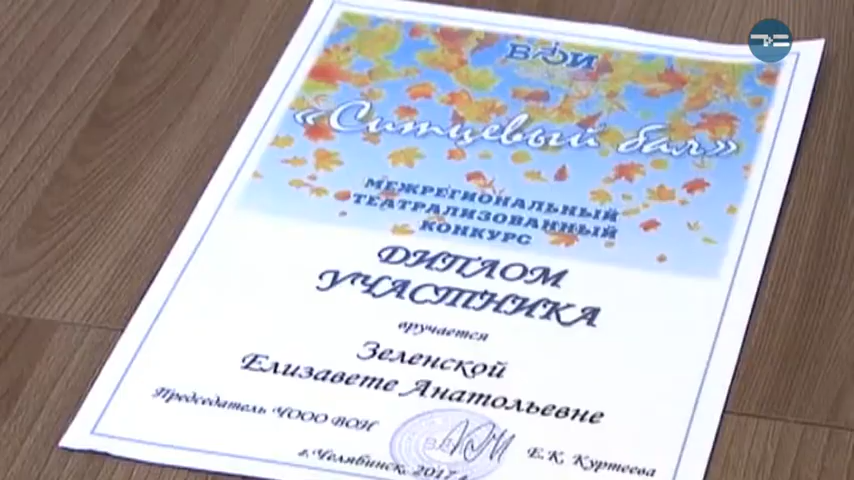 ВОИ
«Ситцевый бал»
МЕЖРЕГИОНАЛЬНЫЙ
ТЕАТРАЛИЗОВАННЫЙ
КОНКУРС
ДИПЛОМ
УЧАСТНИКА
вручается
Зеленской
Елизавете Анатольевне
Председатель ЧООО ВОИ
Е.К. Куртеева
г.Челябинск, 2017 г